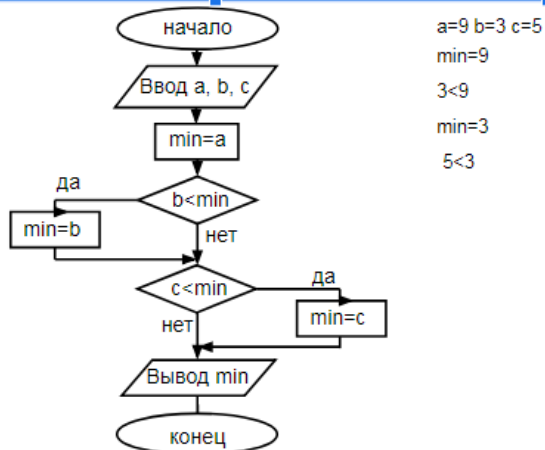 начало
Ввод a, b, c
min=a
b<min
да
min=b
нет
c<min
да
min=c
нет
Вывод min
конец
a=9 b=3 c=5
min=9
3<9
min=3
5<3